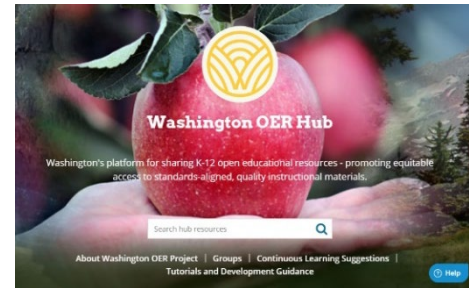 Washington OER Hub
Washington's platform for sharing K-12 open educational resources - promoting equitable
access to standards-aligned, quality instructional materials.
Search hub resources
About Washington OER Project | Groups | Continuous Learning Suggestions |
Tutorials and Development Guidance
Help